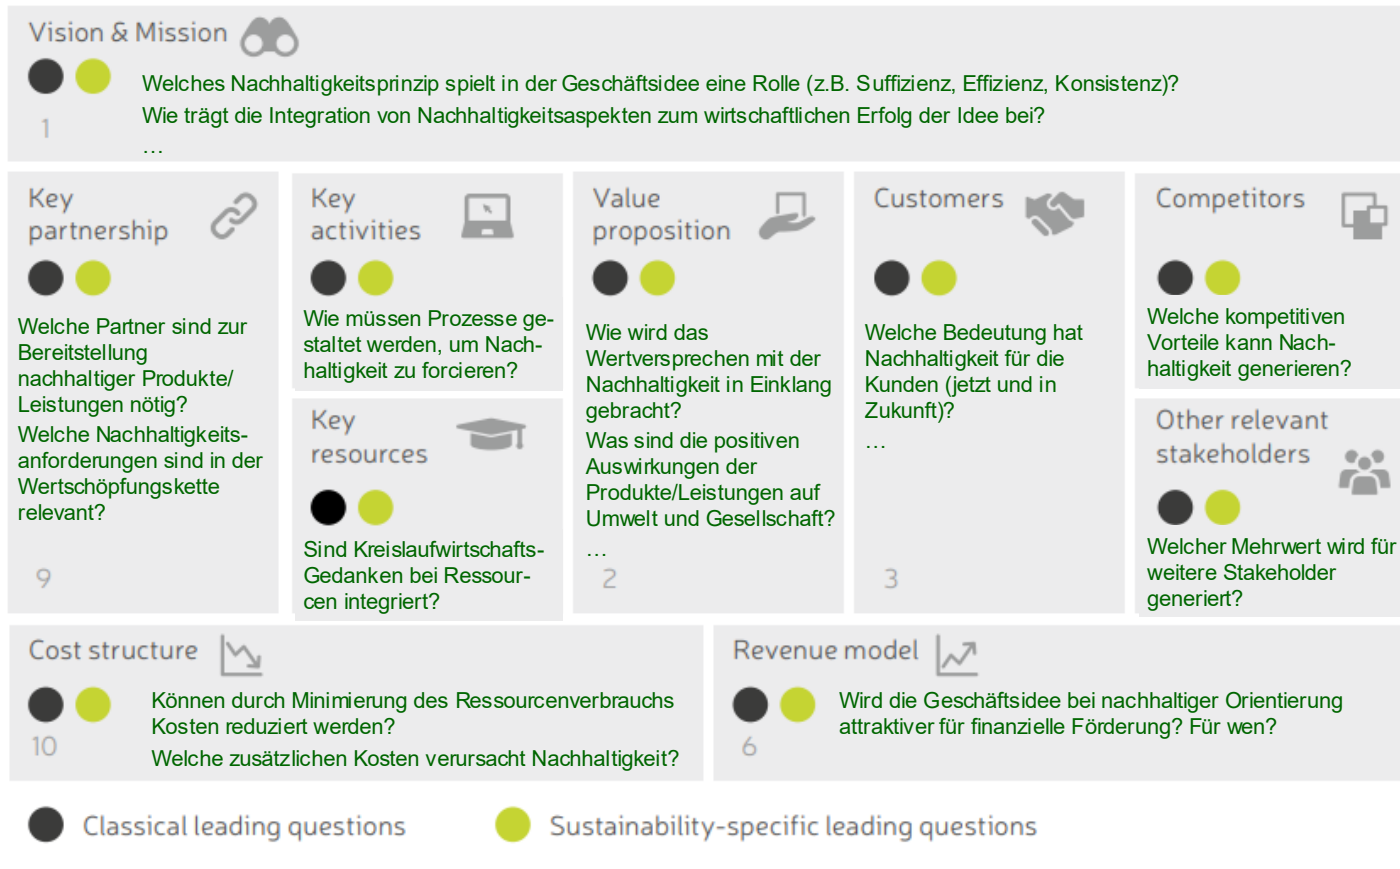 Vision & Mission
Welches Nachhaltigkeitsprinzip spielt in der Geschäftsidee eine Rolle (z.B. Suffizienz, Effizienz, Konsistenz)?
Wie trägt die Integration von Nachhaltigkeitsaspekten zum wirtschaftlichen Erfolg der Idee bei?
…
1
Key
partnership
Welche Partner sind zur
Bereitstellung
nachhaltiger Produkte/
Leistungen nötig?
Welche Nachhaltigkeits-
anforderungen sind in der
Wertschöpfungskette
relevant?
9
Key
activities
Wie müssen Prozesse ge-
staltet werden, um Nach-
haltigkeit zu forcieren?
Key
resources
Sind Kreislaufwirtschafts-
Gedanken bei Ressour-
cen integriert?
Value
proposition
Wie wird das
Wertversprechen mit der
Nachhaltigkeit in Einklang
gebracht?
Was sind die positiven
Auswirkungen der
Produkte/Leistungen auf
Umwelt und Gesellschaft?
…
2
Customers
Welche Bedeutung hat
Nachhaltigkeit für die
Kunden (jetzt und in
Zukunft)?
…
3
Competitors
Welche kompetitiven
Vorteile kann Nach-
haltigkeit generieren?
Other relevant
stakeholders
Welcher Mehrwert wird für
weitere Stakeholder
generiert?
Cost structure
Können durch Minimierung des Ressourcenverbrauchs
Kosten reduziert werden?
Welche zusätzlichen Kosten verursacht Nachhaltigkeit?
10
Revenue model
Wird die Geschäftsidee bei nachhaltiger Orientierung
attraktiver für finanzielle Förderung? Für wen?
6
Classical leading questions
Sustainability-specific leading questions